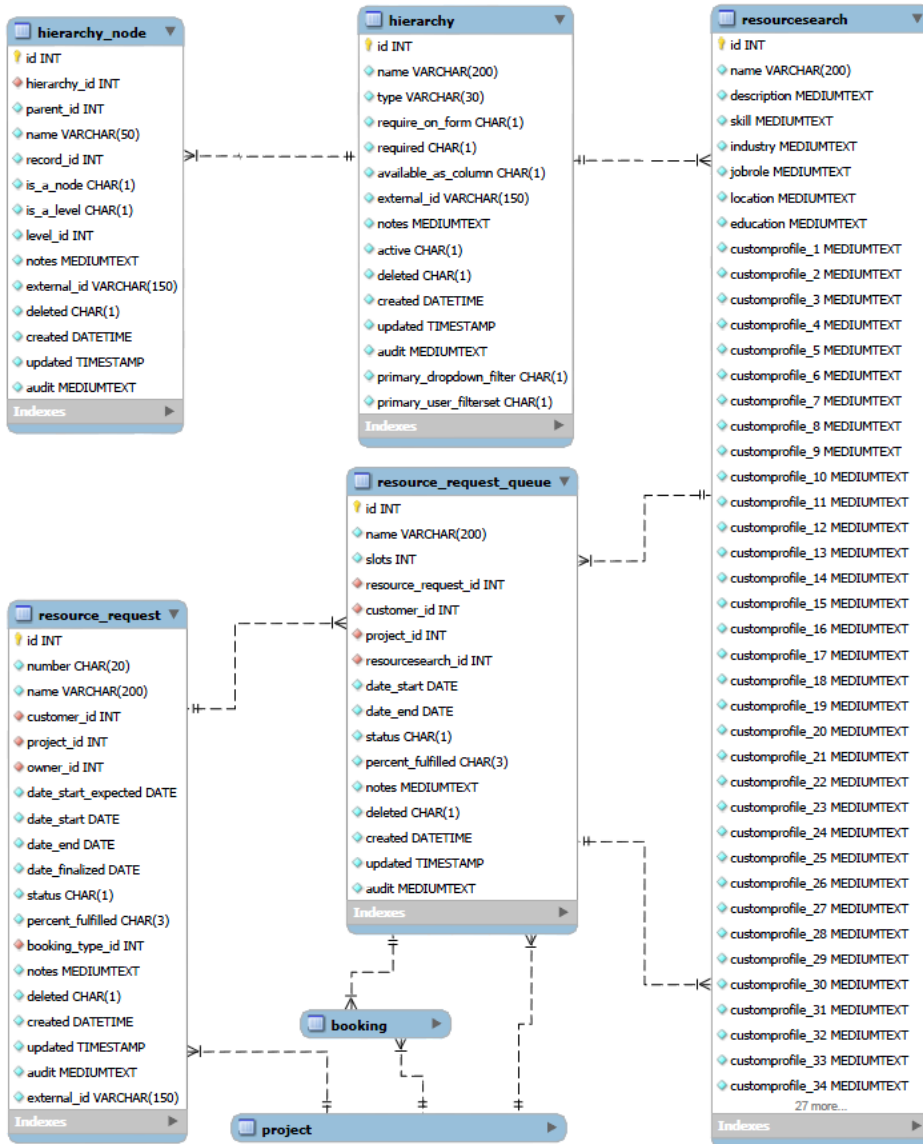 hierarchy_node
id INT
hierarchy_id INT
parent_id INT
name VARCHAR(50)
record_id INT
is_a_node CHAR(1)
is_a_level CHAR(1)
level_id INT
notes MEDIUMTEXT
external_id VARCHAR(150)
deleted CHAR(1)
created DATETIME
updated TIMESTAMP
audit MEDIUMTEXT
Indexes
hierarchy
id INT
name VARCHAR(200)
type VARCHAR(30)
require_on_form CHAR(1)
required CHAR(1)
available_as_column CHAR(1)
external_id VARCHAR(150)
notes MEDIUMTEXT
active CHAR(1)
deleted CHAR(1)
created DATETIME
updated TIMESTAMP
audit MEDIUMTEXT
primary_dropdown_filter CHAR(1)
primary_user_filterset CHAR(1)
Indexes
resourcesearch
id INT
name VARCHAR(200)
description MEDIUMTEXT
skill MEDIUMTEXT
industry MEDIUMTEXT
jobrole MEDIUMTEXT
location MEDIUMTEXT
education MEDIUMTEXT
customprofile_1 MEDIUMTEXT
customprofile_2 MEDIUMTEXT
customprofile_3 MEDIUMTEXT
customprofile_4 MEDIUMTEXT
customprofile_5 MEDIUMTEXT
customprofile_6 MEDIUMTEXT
customprofile_7 MEDIUMTEXT
customprofile_8 MEDIUMTEXT
customprofile_9 MEDIUMTEXT
customprofile_10 MEDIUMTEXT
customprofile_11 MEDIUMTEXT
customprofile_12 MEDIUMTEXT
customprofile_13 MEDIUMTEXT
customprofile_14 MEDIUMTEXT
customprofile_15 MEDIUMTEXT
customprofile_16 MEDIUMTEXT
customprofile_17 MEDIUMTEXT
customprofile_18 MEDIUMTEXT
customprofile_19 MEDIUMTEXT
customprofile_20 MEDIUMTEXT
customprofile_21 MEDIUMTEXT
customprofile_22 MEDIUMTEXT
customprofile_23 MEDIUMTEXT
customprofile_24 MEDIUMTEXT
customprofile_25 MEDIUMTEXT
customprofile_26 MEDIUMTEXT
customprofile_27 MEDIUMTEXT
customprofile_28 MEDIUMTEXT
customprofile_29 MEDIUMTEXT
customprofile_30 MEDIUMTEXT
customprofile_31 MEDIUMTEXT
customprofile_32 MEDIUMTEXT
customprofile_33 MEDIUMTEXT
customprofile_34 MEDIUMTEXT
27 more...
Indexes
resource_request_queue
id INT
name VARCHAR(200)
slots INT
resource_request_id INT
customer_id INT
project_id INT
resourcesearch_id INT
date_start DATE
date_end DATE
status CHAR(1)
percent_fulfilled CHAR(3)
notes MEDIUMTEXT
deleted CHAR(1)
created DATETIME
updated TIMESTAMP
audit MEDIUMTEXT
Indexes
resource_request
id INT
number CHAR(20)
name VARCHAR(200)
customer_id INT
project_id INT
owner_id INT
date_start_expected DATE
date_start DATE
date_end DATE
date_finalized DATE
status CHAR(1)
percent_fulfilled CHAR(3)
booking_type_id INT
notes MEDIUMTEXT
deleted CHAR(1)
created DATETIME
updated TIMESTAMP
audit MEDIUMTEXT
external_id VARCHAR(150)
Indexes
booking
project